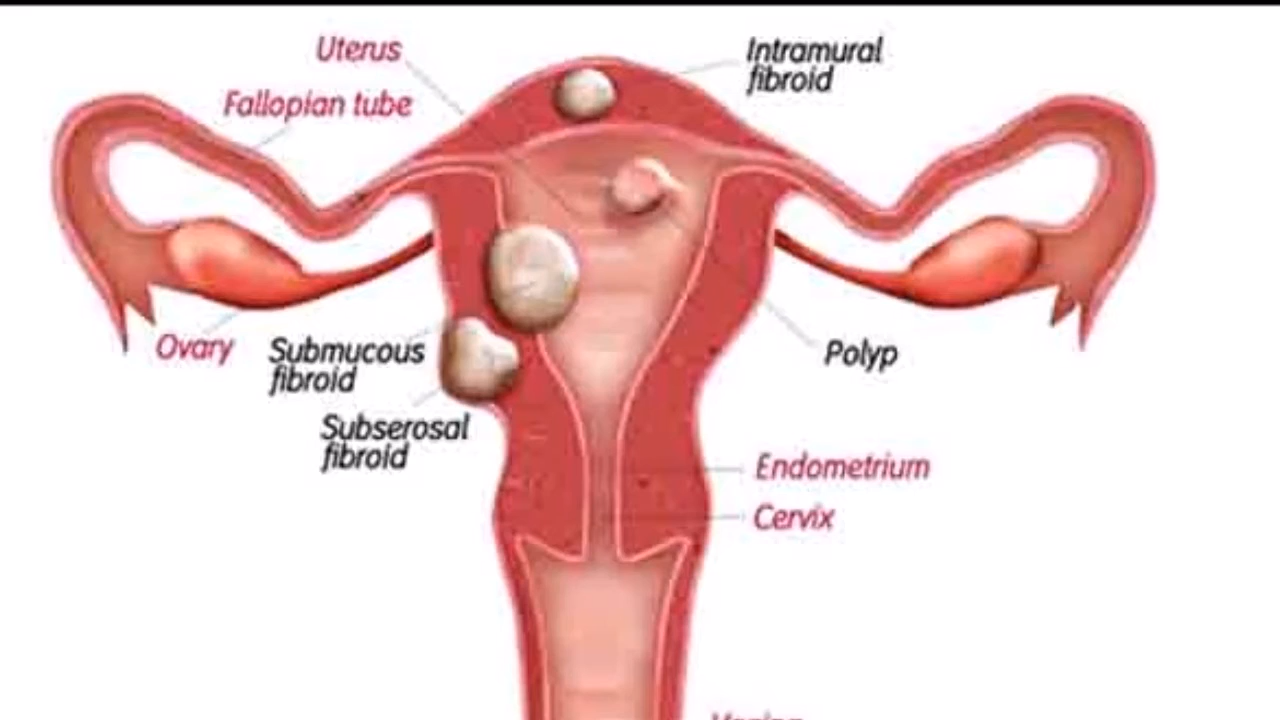 Uterus
Intramural
fibroid
Fallopian tube
Ovary
Submucous
fibroid
Polyp
Subserosal
fibroid
Endometrium
Cervix